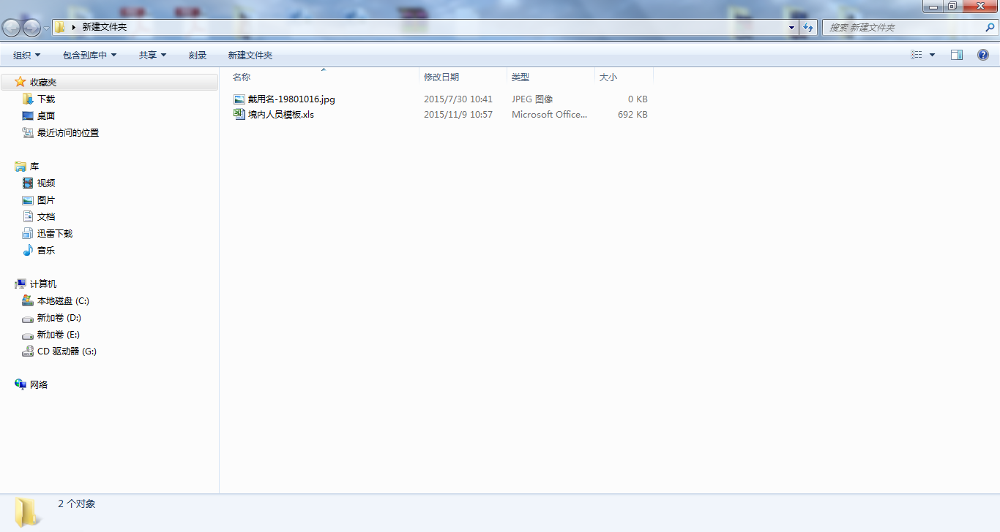 新建文件夹
搜索 新建文件夹
组织 包含到库中 共享 刻录 新建文件夹
收藏夹
下载
桌面
最近访问的位置
库
视频
图片
文档
迅雷下载
音乐
计算机
本地磁盘 (C:)
新加卷 (D:)
新加卷 (E:)
CD 驱动器 (G:)
网络
名称 修改日期 类型 大小
戴用名-19801016.jpg 2015/7/30 10:41 JPEG 图像 0 KB
境内人员模板.xls 2015/11/9 10:57 Microsoft Office... 692 KB
2 个对象